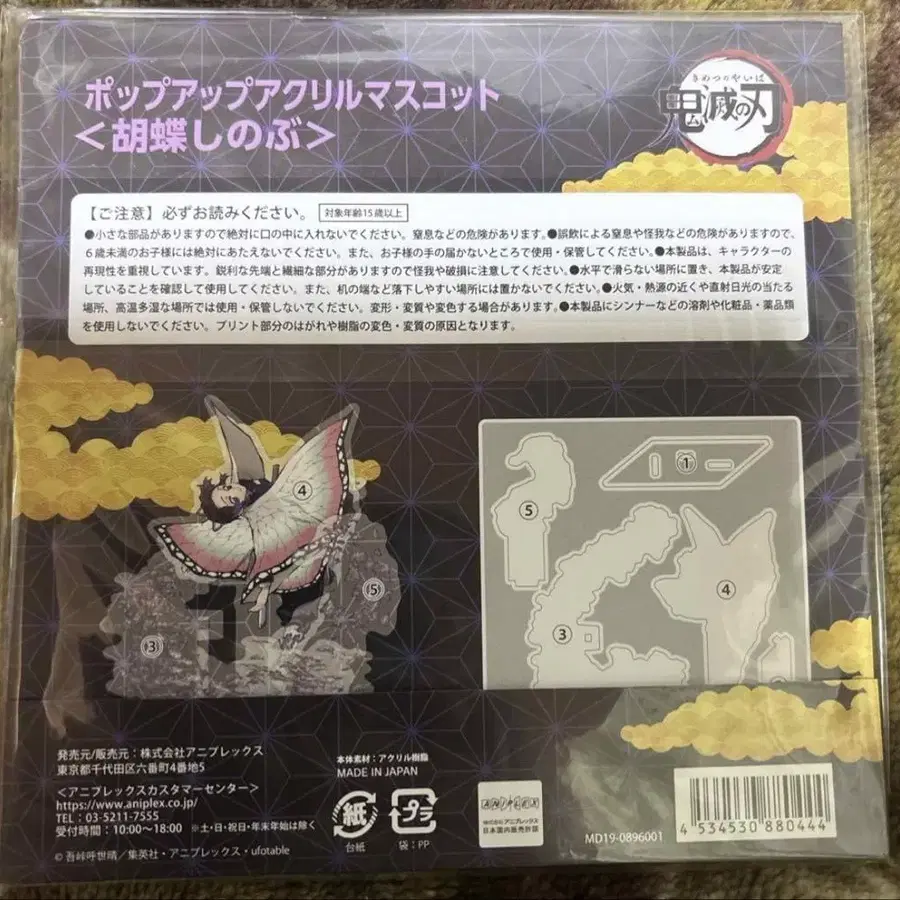 ポップアップアクリルマスコット
＜胡蝶しのぶ＞
きめつのやいば
鬼滅の刃
【ご注意】必ずお読みください。 対象年齢15歳以上
●小さな部品がありますので絶対に口の中に入れないでください。窒息などの危険があります。●誤飲による窒息や怪我などの危険がありますので、
６歳未満のお子様には絶対にあたえないでください。また、お子様の手の届かないところで使用・保管してください。●本製品は、キャラクターの
再現性を重視しています。鋭利な先端と繊細な部分がありますので怪我や破損に注意してください。●水平で滑らない場所に置き、本製品が安定
していることを確認して使用してください。また、机の端など落下しやすい場所には置かないでください。●火気・熱源の近くや直射日光の当たる
場所、高温多湿な場所では使用・保管しないでください。変形・変質や変色する場合があります。●本製品にシンナーなどの溶剤や化粧品・薬品類
を使用しないでください。プリント部分のはがれや樹脂の変色・変質の原因となります。
④
⑤
③
①
⑤
④
③
発売元/販売元：株式会社アニプレックス
東京都千代田区六番町4番地5
＜アニプレックスカスタマーセンター＞
https://www.aniplex.co.jp/
TEL：03-5211-7555
受付時間：10:00〜18:00 ※土・日・祝日・年末年始は除く
© 吾峠呼世晴／集英社・アニプレックス・ufotable
本体素材：アクリル樹脂
MADE IN JAPAN
紙
台紙
プラ
袋：PP
ANIPLEX
株式会社アニプレックス
日本国内販売許諾
MD19-0896001
4 534530 880444